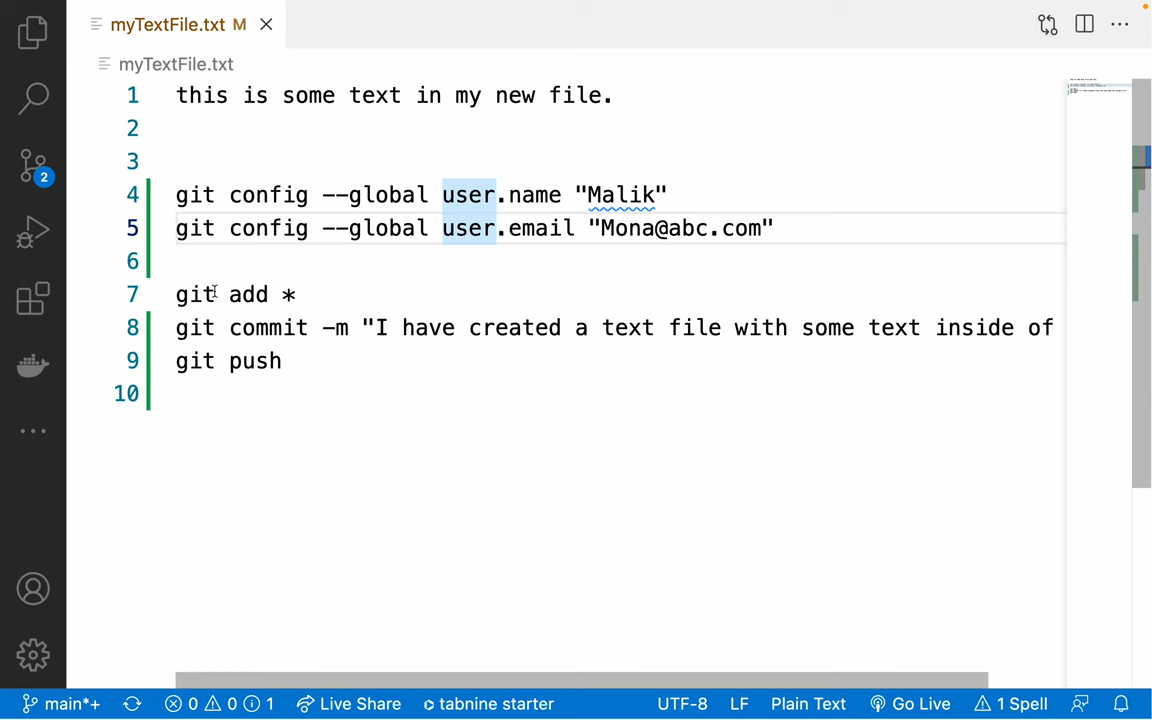 myTextFile.txt M
myTextFile.txt
1 this is some text in my new file.
2
3
4 git config --global user.name "Malik"
5 git config --global user.email "Mona@abc.com"
6
7 git add *
8 git commit -m "I have created a text file with some text inside of
9 git push
10
2
main*+ 0 0 1 Live Share tabnine starter UTF-8 LF Plain Text Go Live 1 Spell